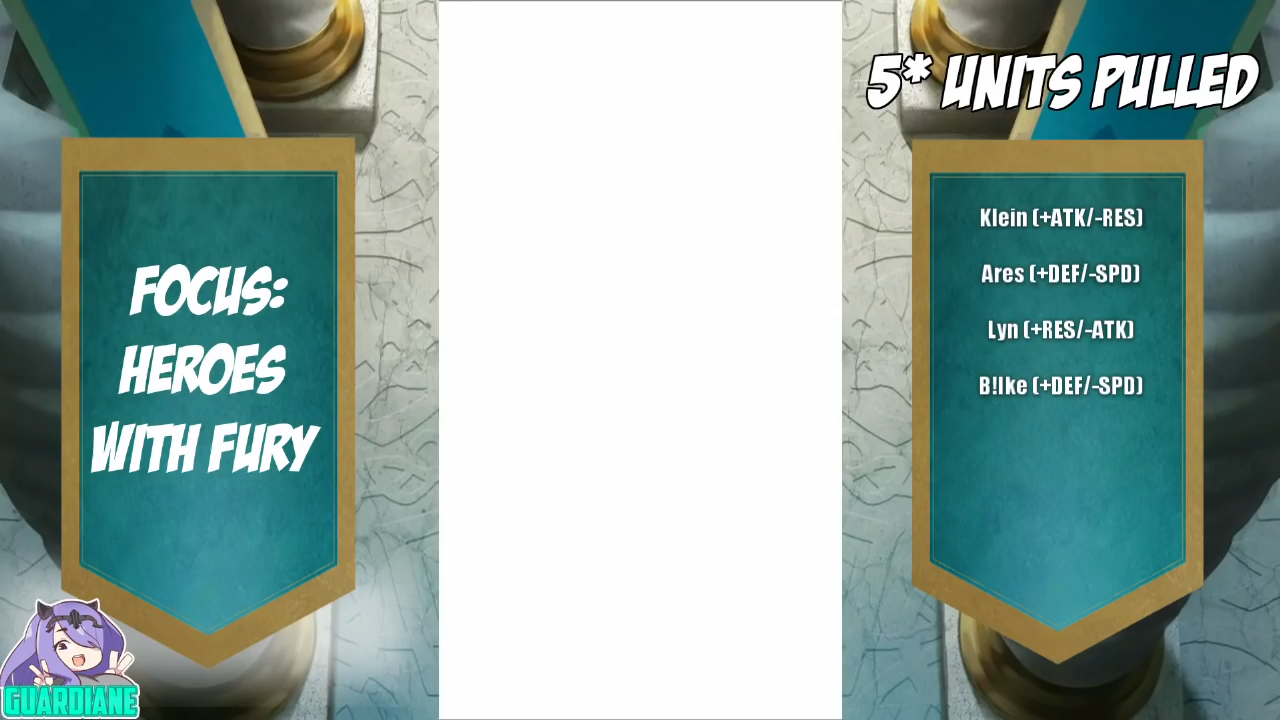 FOCUS:
HEROES
WITH FURY
5* UNITS PULLED
Klein (+ATK/-RES)
Ares (+DEF/-SPD)
Lyn (+RES/-ATK)
B!Ike (+DEF/-SPD)
GUARDIANE